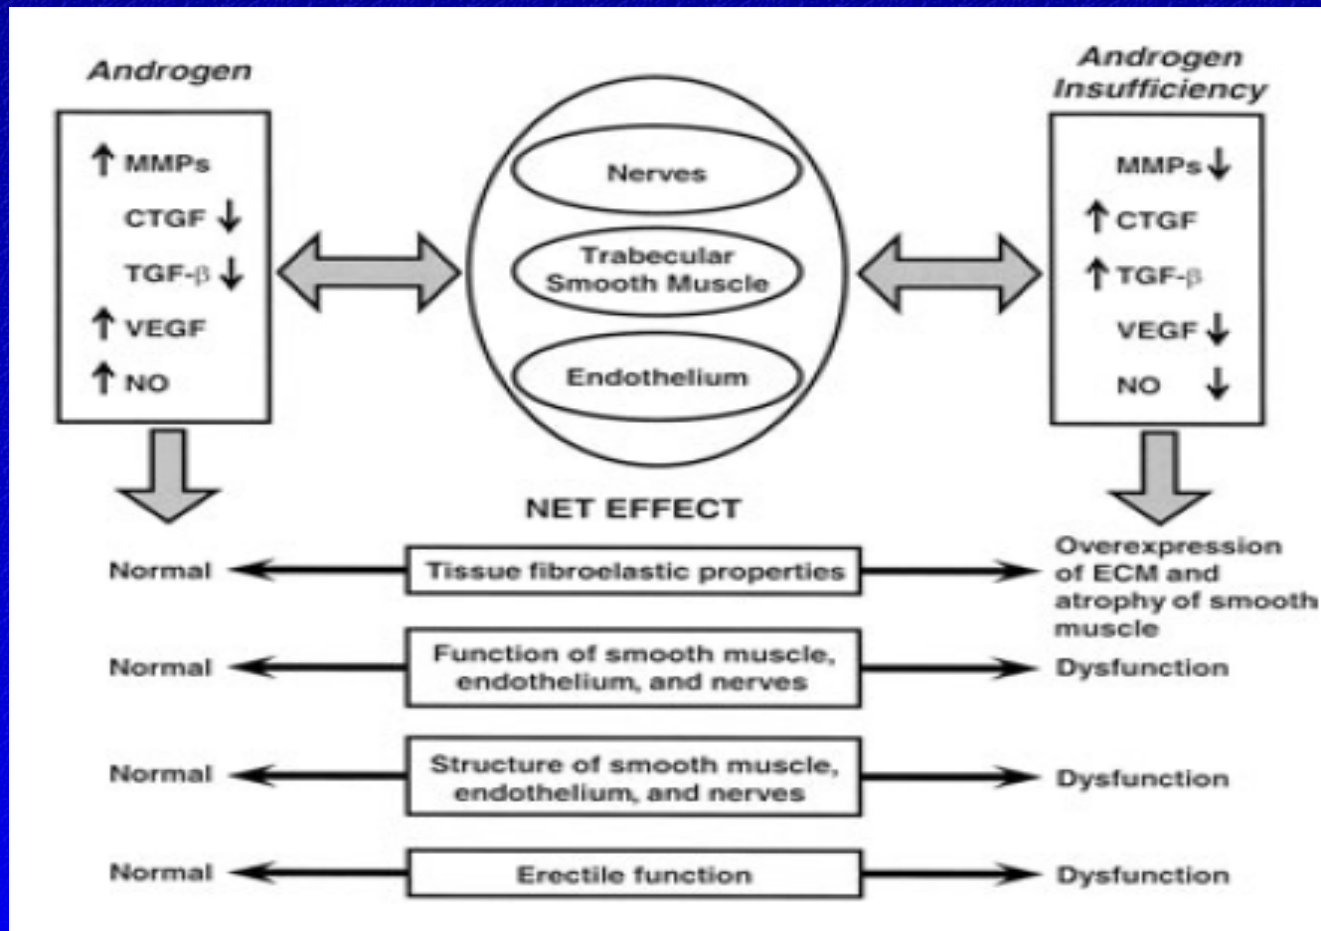 Androgen
↑ MMPs
CTGF ↓
TGF-β ↓
↑ VEGF
↑ NO
Nerves
Trabecular
Smooth Muscle
Endothelium
Androgen
Insufficiency
MMPs ↓
↑ CTGF
↑ TGF-β
VEGF ↓
NO ↓
NET EFFECT
Normal
Tissue fibroelastic properties
Overexpression
of ECM and
atrophy of smooth
muscle
Normal
Function of smooth muscle,
endothelium, and nerves
Dysfunction
Normal
Structure of smooth muscle,
endothelium, and nerves
Dysfunction
Normal
Erectile function
Dysfunction